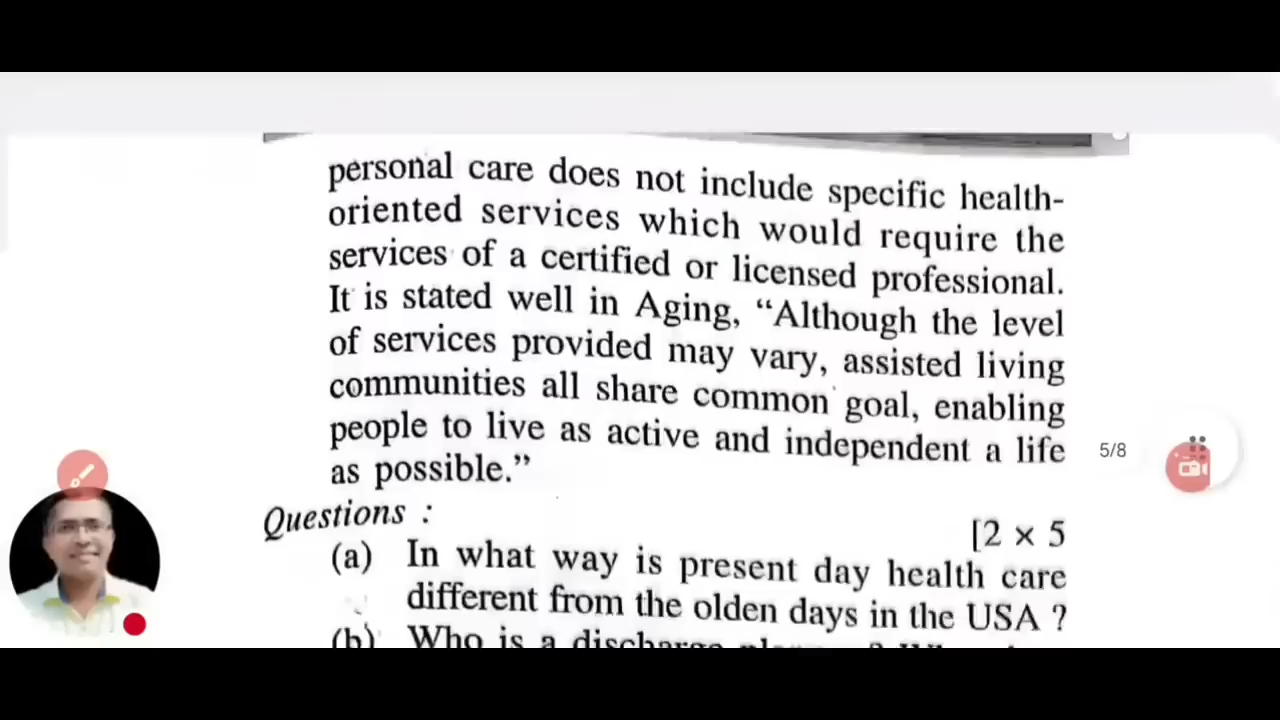 personal care does not include specific health-
oriented services which would require the
services of a certified or licensed professional.
It is stated well in Aging, “Although the level
of services provided may vary, assisted living
communities all share common goal, enabling
people to live as active and independent a life
as possible.”
5/8
Questions :
[2 × 5
(a) In what way is present day health care
different from the olden days in the USA ?
(b) Who is a discharge